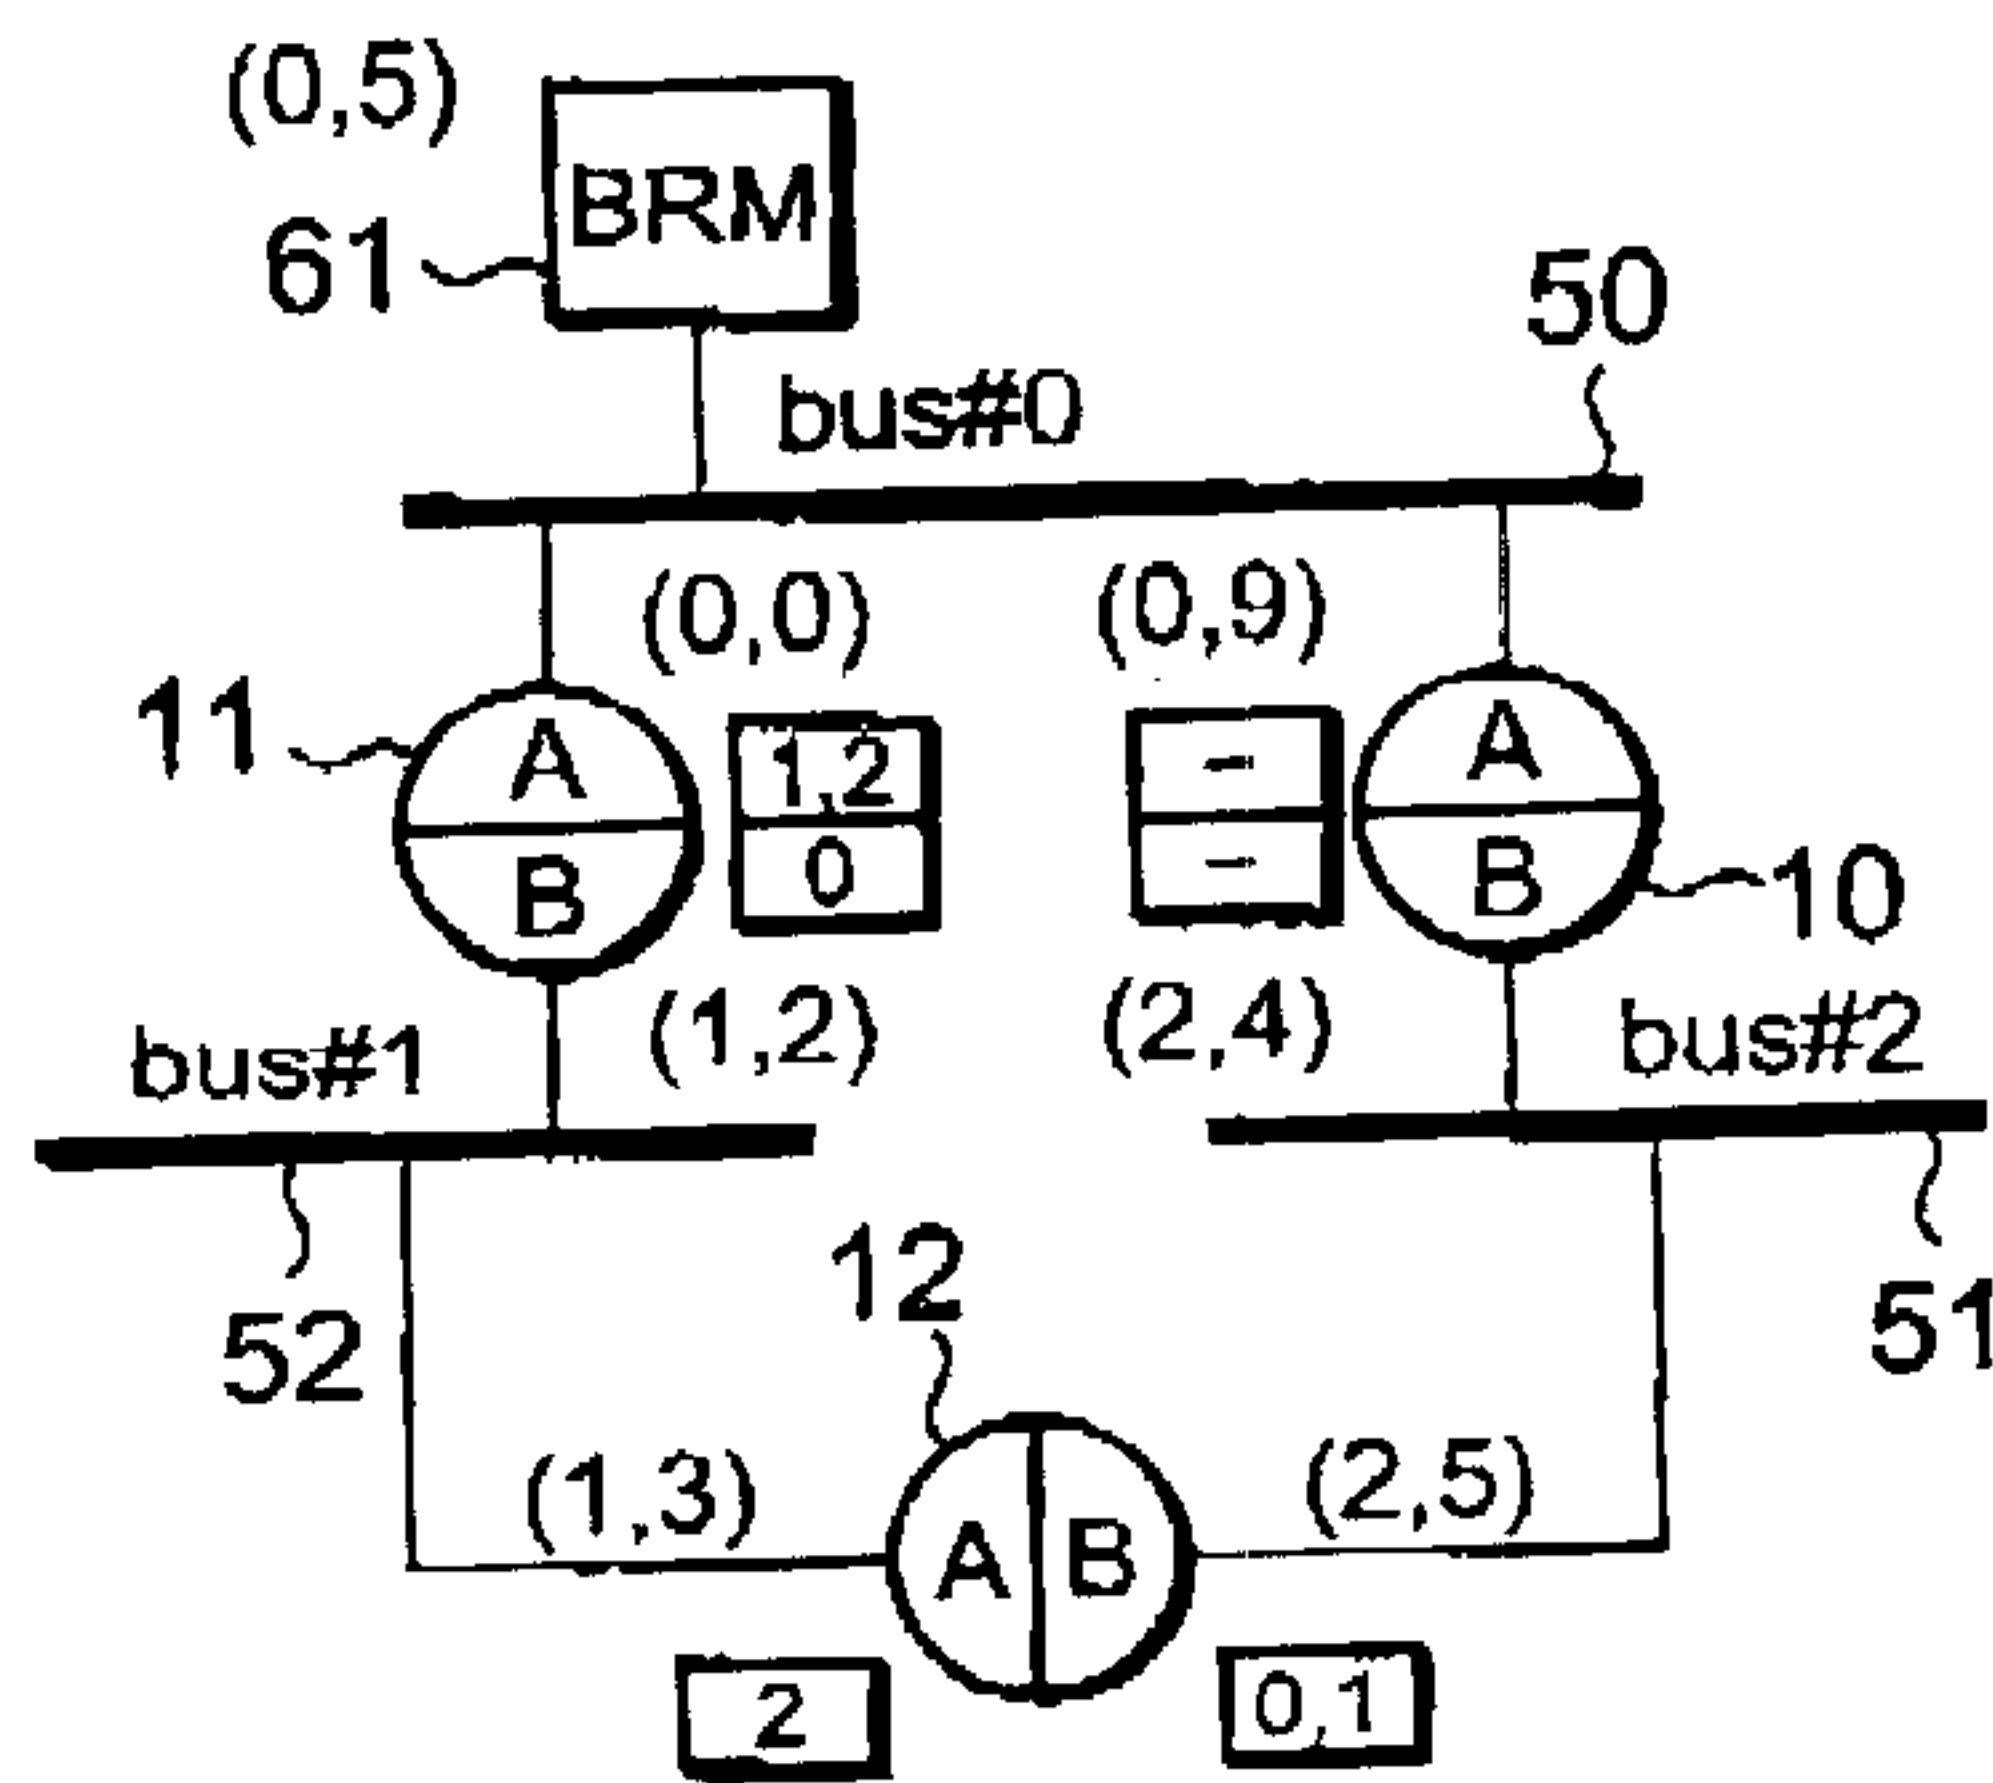 (0,5)
BRM
61
50
bus#0
(0,0)
(0,9)
11
A
B
1,2
0
-
-
A
B
10
(1,2)
(2,4)
bus#1
bus#2
52
12
51
(1,3)
(2,5)
A
B
2
0,1